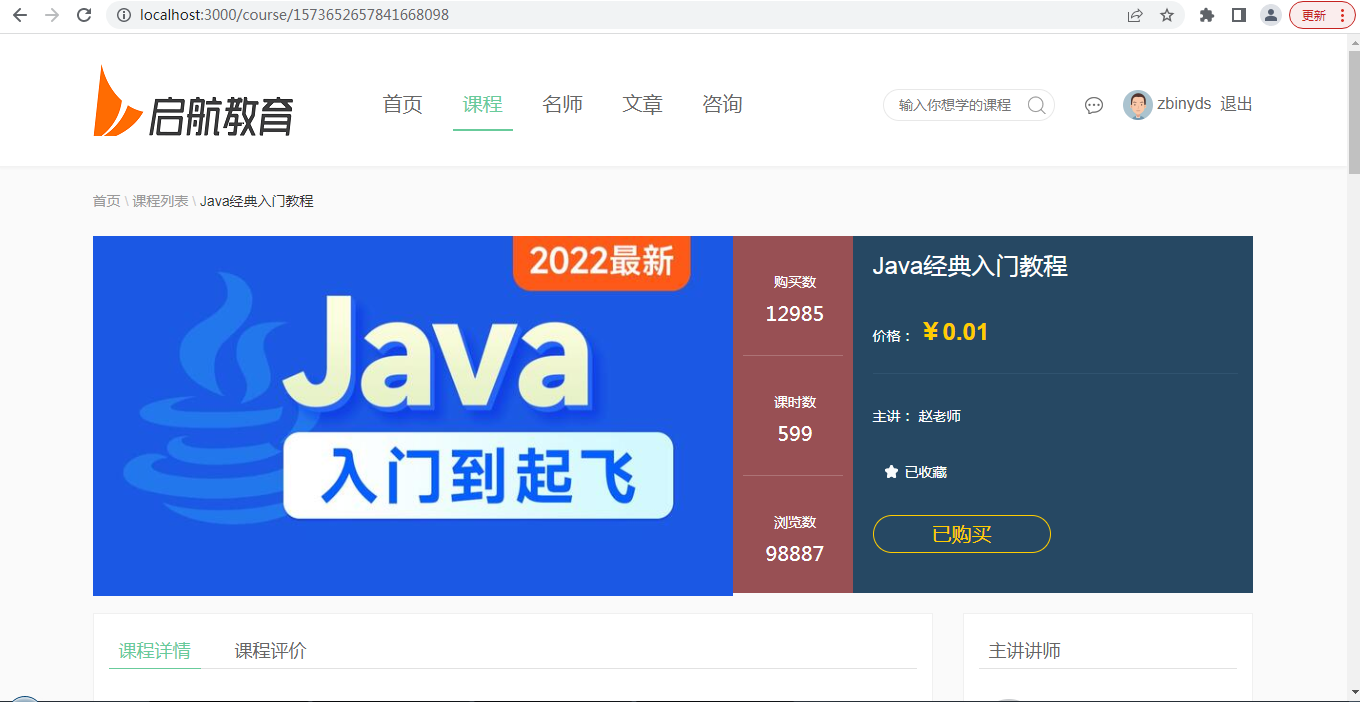 localhost:3000/course/1573652657841668098
更新
启航教育
首页 课程 名师 文章 咨询
输入你想学的课程
zbinyds 退出
首页 \ 课程列表 \ Java经典入门教程
2022最新
Java
入门到起飞
购买数
12985
课时数
599
浏览数
98887
Java经典入门教程
价格： ￥0.01
主讲： 赵老师
已收藏
已购买
课程详情 课程评价
主讲讲师